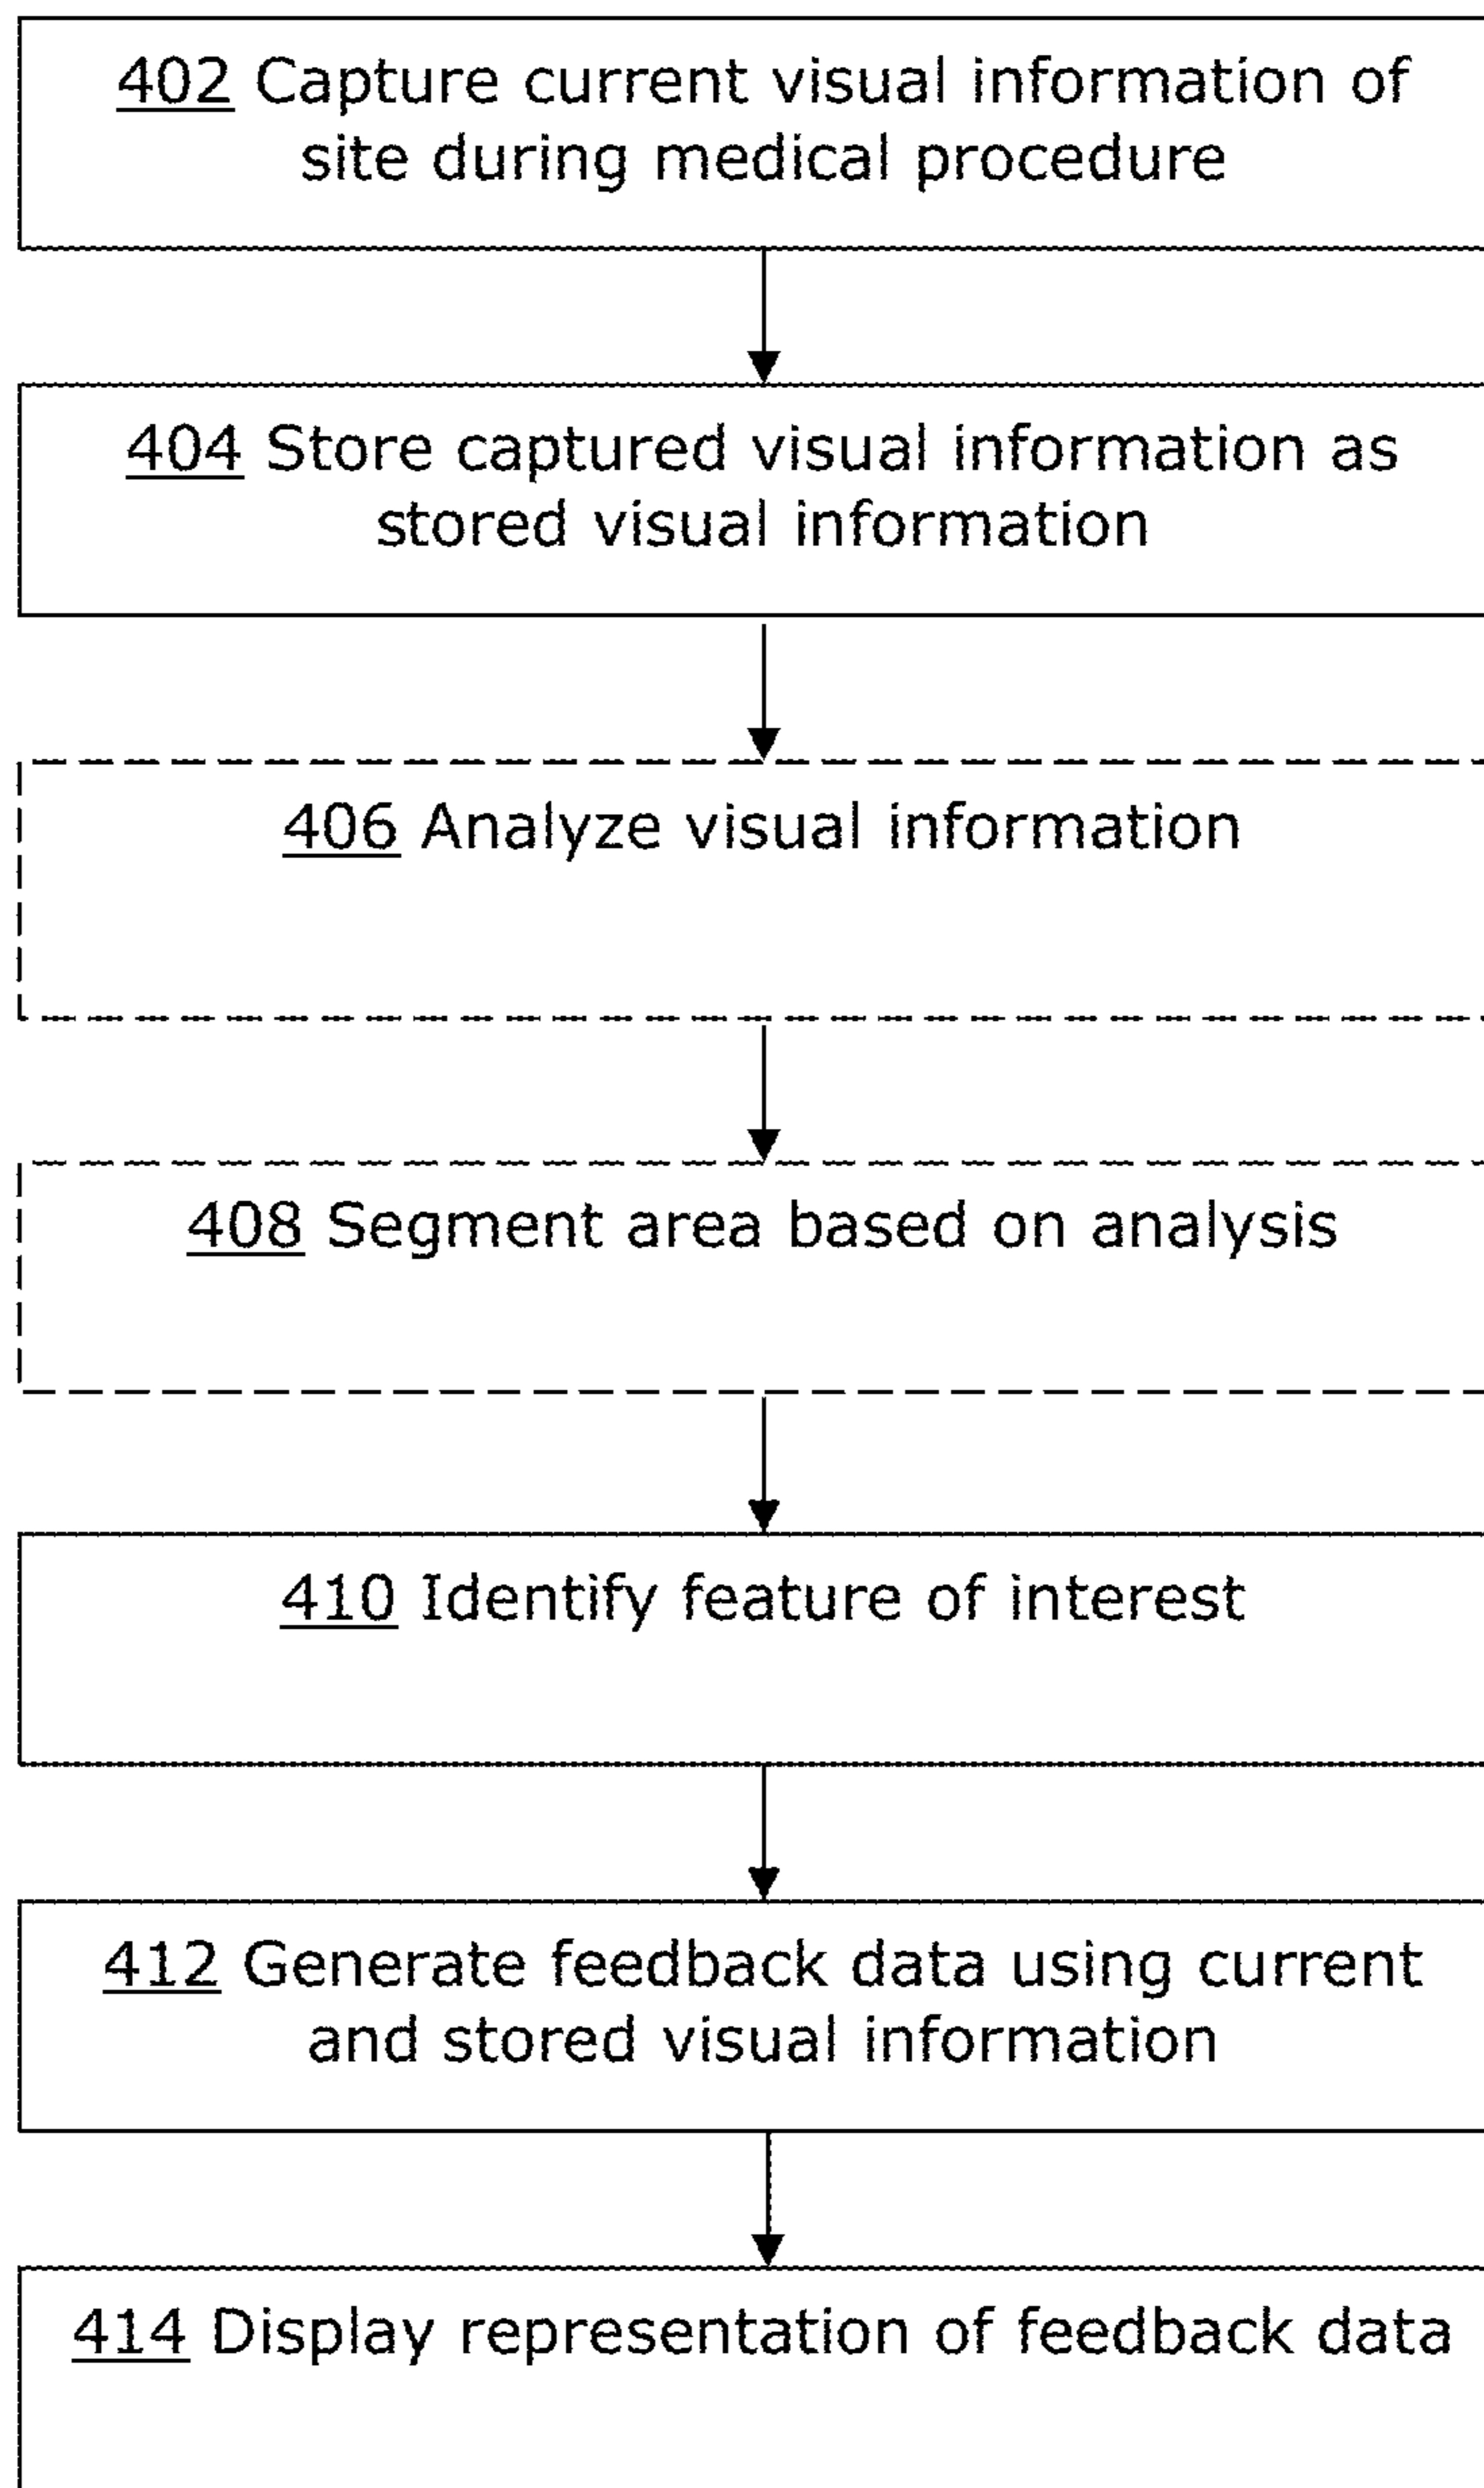 402 Capture current visual information of
site during medical procedure
404 Store captured visual information as
stored visual information
406 Analyze visual information
408 Segment area based on analysis
410 Identify feature of interest
412 Generate feedback data using current
and stored visual information
414 Display representation of feedback data